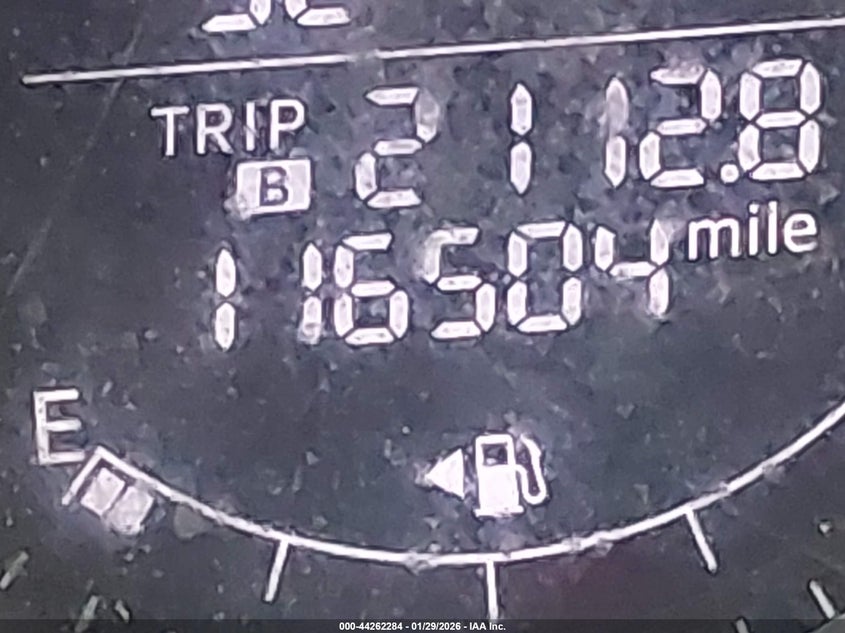 TRIP 2112.8
B
116504 mile
E
000-44262284 - 01/29/2026 - IAA Inc.